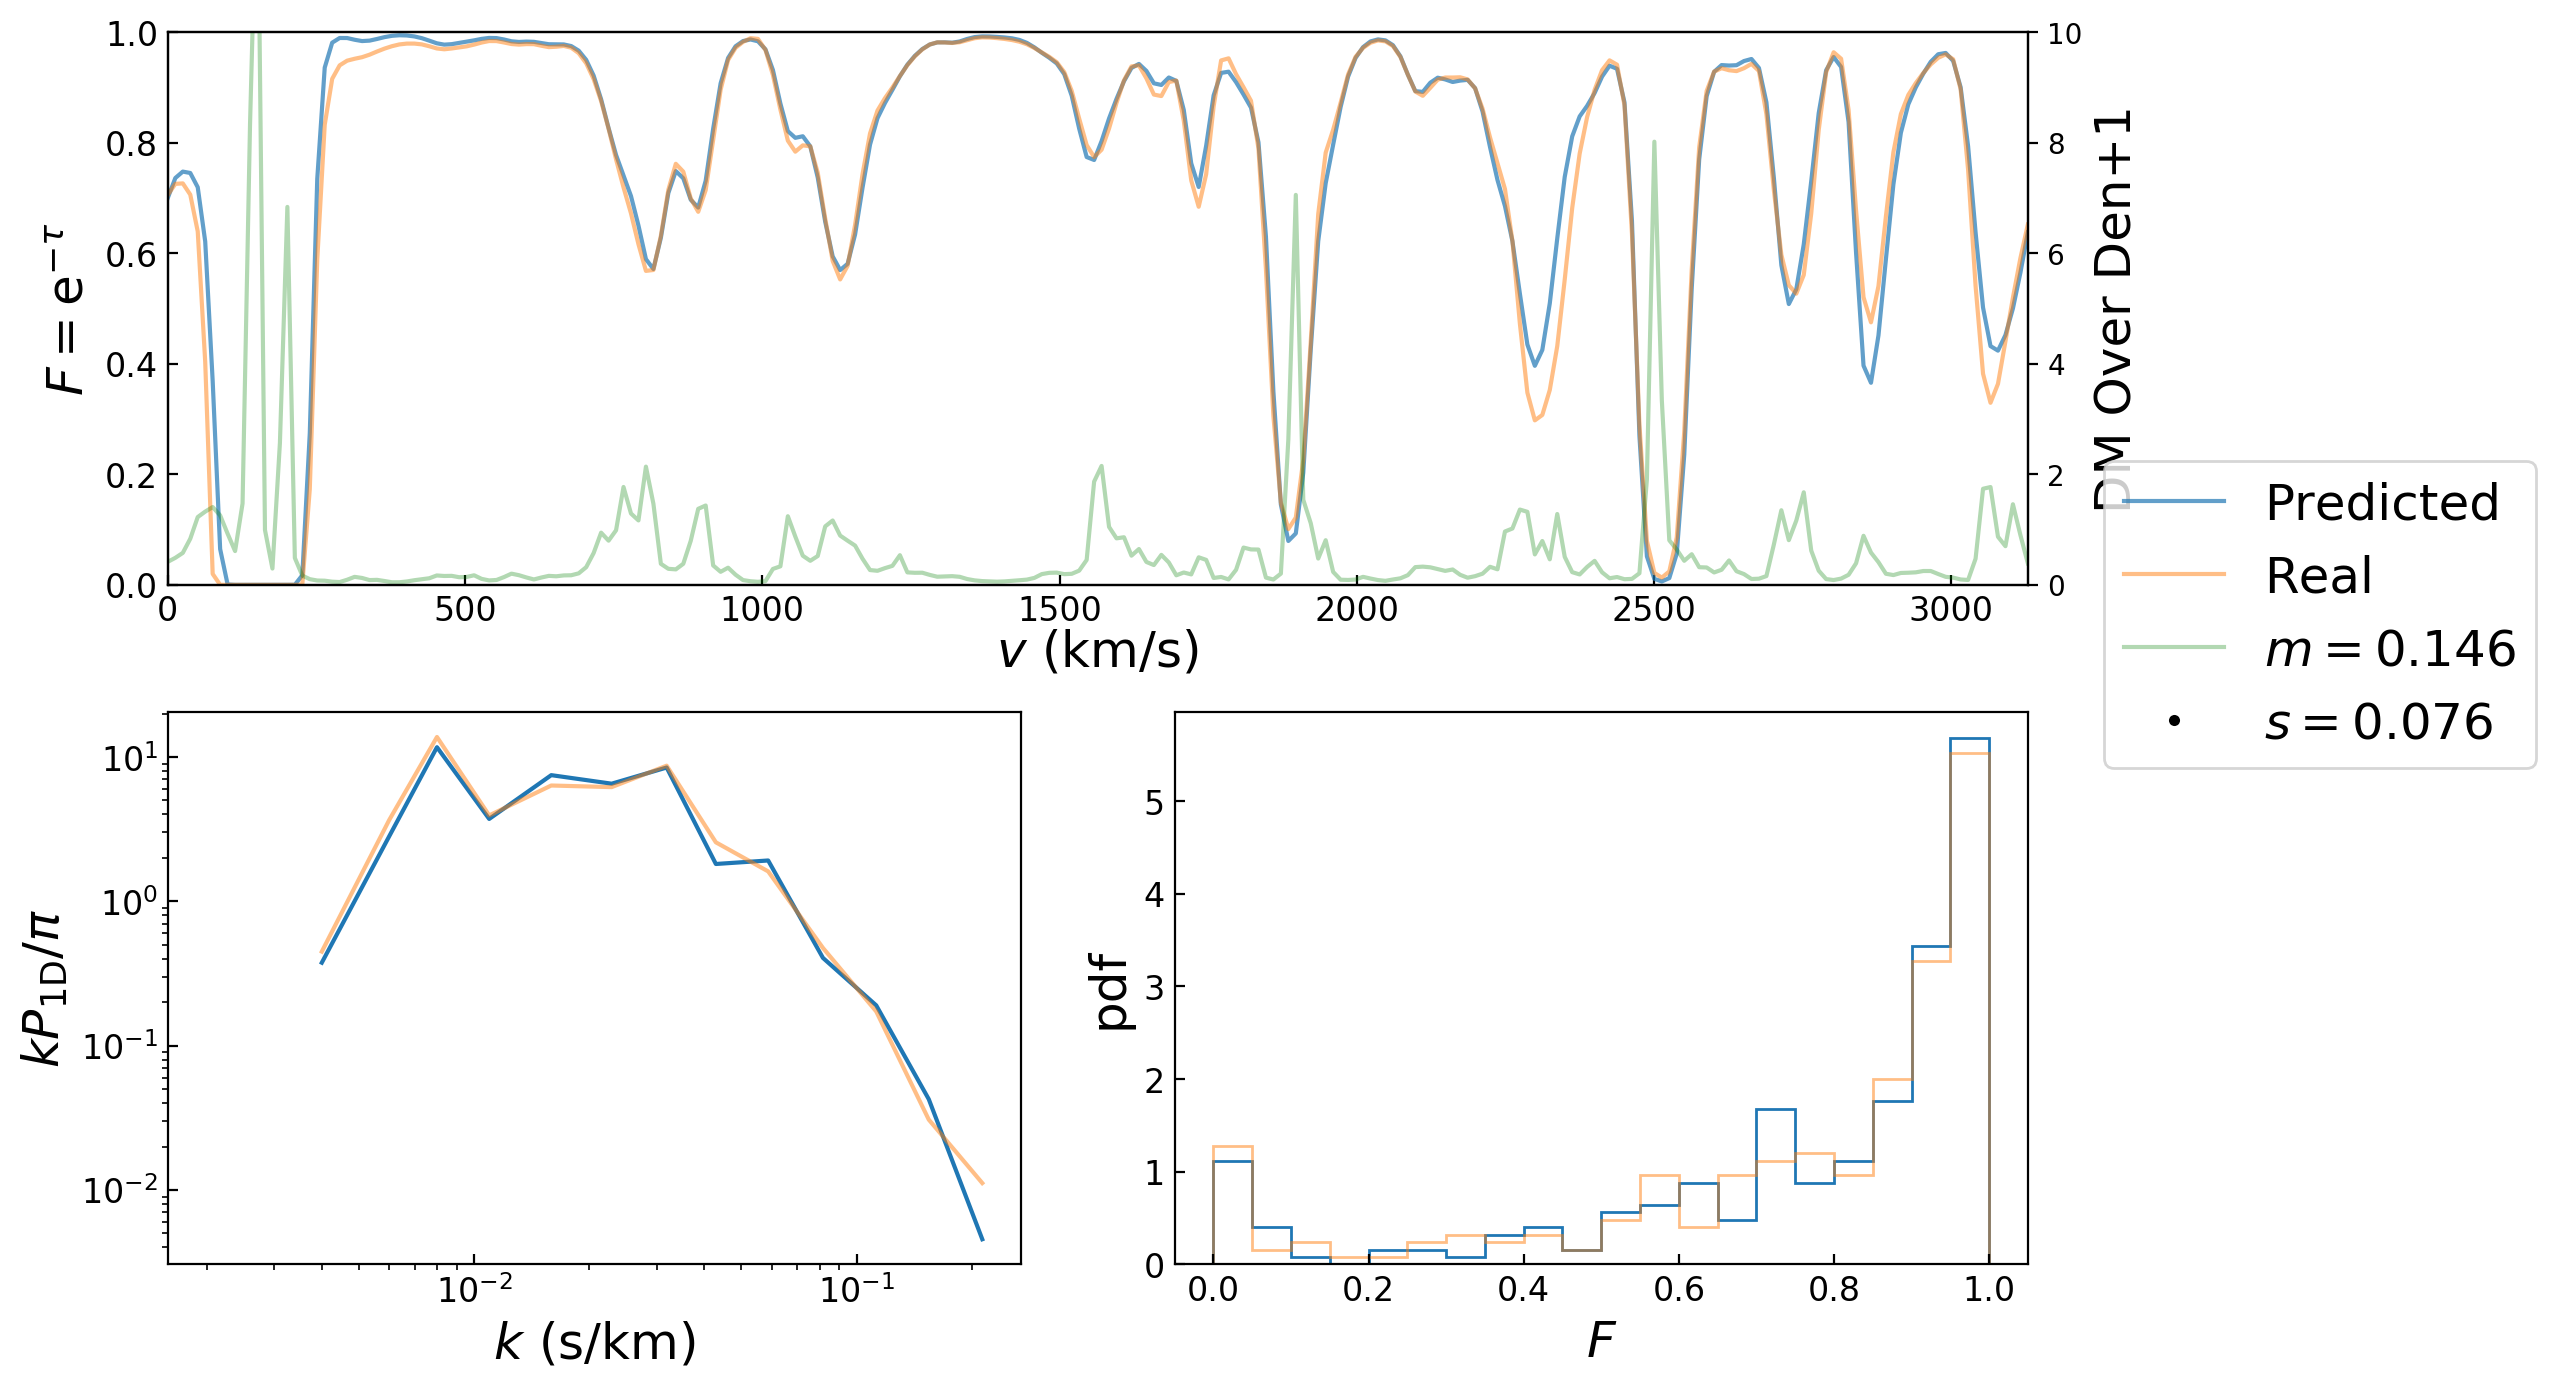 1.0
0.8
0.6
0.4
0.2
0.0
F = e^{−τ}
10
8
6
4
2
0
DM Over Den+1
0 500 1000 1500 2000 2500 3000
v (km/s)
Predicted
Real
m = 0.146
s = 0.076
10^1
10^0
10^{−1}
10^{−2}
kP_{1D}/π
10^{−2} 10^{−1}
k (s/km)
5
4
3
2
1
0
pdf
0.0 0.2 0.4 0.6 0.8 1.0
F